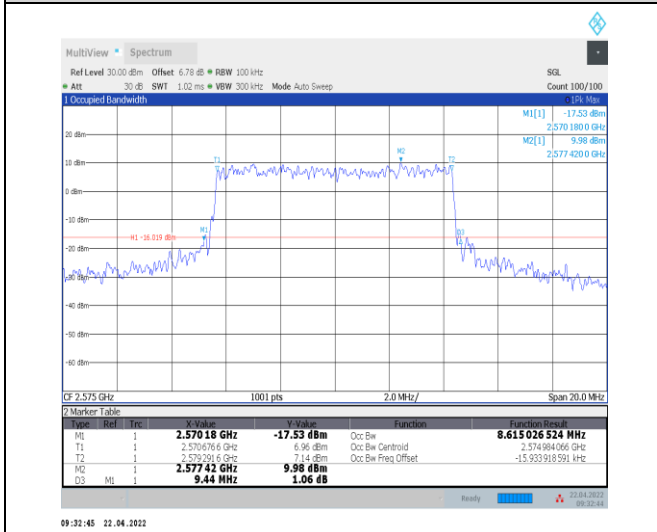 MultiView Spectrum
Ref Level 30.00 dBm Offset 6.78 dB RBW 100 kHz SGL
Att 30 dB SWT 1.02 ms VBW 300 kHz Mode Auto Sweep Count 100/100
1 Occupied Bandwidth 1Pk Max
M1[1] -17.53 dBm
2.570 180 0 GHz
M2[1] 9.98 dBm
2.577 420 0 GHz
20 dBm
M2
T1 T2
10 dBm
0 dBm
-10 dBm
M1
H1 -16.019 dBm
D3
-20 dBm
-30 dBm
-40 dBm
-50 dBm
-60 dBm
CF 2.575 GHz 1001 pts 2.0 MHz/ Span 20.0 MHz
2 Marker Table
Type Ref Trc X-Value Y-Value Function Function Result
M1 1 2.57018 GHz -17.53 dBm Occ Bw 8.615 026 524 MHz
T1 1 2.570676 6 GHz 6.96 dBm Occ Bw Centroid 2.574 984 066 GHz
T2 1 2.579291 6 GHz 7.14 dBm Occ Bw Freq Offset -15.933 918 591 kHz
M2 1 2.57742 GHz 9.98 dBm
D3 M1 1 9.44 MHz 1.06 dB
Ready 22.04.2022
09:32:44
09:32:45 22.04.2022